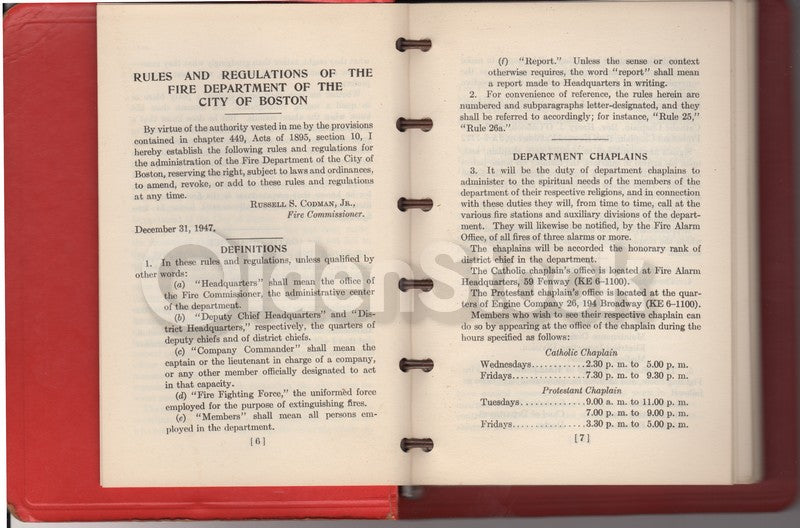 RULES AND REGULATIONS OF THE
FIRE DEPARTMENT OF THE
CITY OF BOSTON
By virtue of the authority vested in me by the provisions
contained in chapter 449, Acts of 1895, section 10, I
hereby establish the following rules and regulations for
the administration of the Fire Department of the City of
Boston, reserving the right, subject to laws and ordinances,
to amend, revoke, or add to these rules and regulations
at any time.
RUSSELL S. CODMAN, JR.,
Fire Commissioner.
December 31, 1947.
DEFINITIONS
1. In these rules and regulations, unless qualified by
other words:
(a) "Headquarters" shall mean the office of
the Fire Commissioner, the administrative center
of the department.
(b) "Deputy Chief Headquarters" and "Dis-
trict Headquarters," respectively, the quarters of
deputy chiefs and of district chiefs.
(c) "Company Commander" shall mean the
captain or the lieutenant in charge of a company,
or any other member officially designated to act
in that capacity.
(d) "Fire Fighting Force," the uniformed force
employed for the purpose of extinguishing fires.
(e) "Members" shall mean all persons em-
ployed in the department.
[6]
(f) "Report." Unless the sense or context
otherwise requires, the word "report" shall mean
a report made to Headquarters in writing.
2. For convenience of reference, the rules herein are
numbered and subparagraphs letter-designated, and they
shall be referred to accordingly; for instance, "Rule 25,"
"Rule 26a."
DEPARTMENT CHAPLAINS
3. It will be the duty of department chaplains to
administer to the spiritual needs of the members of the
department of their respective religions, and in connection
with these duties they will, from time to time, call at the
various fire stations and auxiliary divisions of the depart-
ment. They will likewise be notified, by the Fire Alarm
Office, of all fires of three alarms or more.
The chaplains will be accorded the honorary rank of
district chief in the department.
The Catholic chaplain's office is located at Fire Alarm
Headquarters, 59 Fenway (KE 6-1100).
The Protestant chaplain's office is located at the quar-
ters of Engine Company 26, 194 Broadway (KE 6-1100).
Members who wish to see their respective chaplain can
do so by appearing at the office of the chaplain during the
hours specified as follows:
Catholic Chaplain
Wednesdays............2.30 p. m. to 5.00 p. m.
Fridays...............7.30 p. m. to 9.30 p. m.
Protestant Chaplain
Tuesdays..............9.00 a. m. to 11.00 p. m.
7.00 p. m. to 9.00 p. m.
Fridays...............3.30 p. m. to 5.00 p. m.
[7]